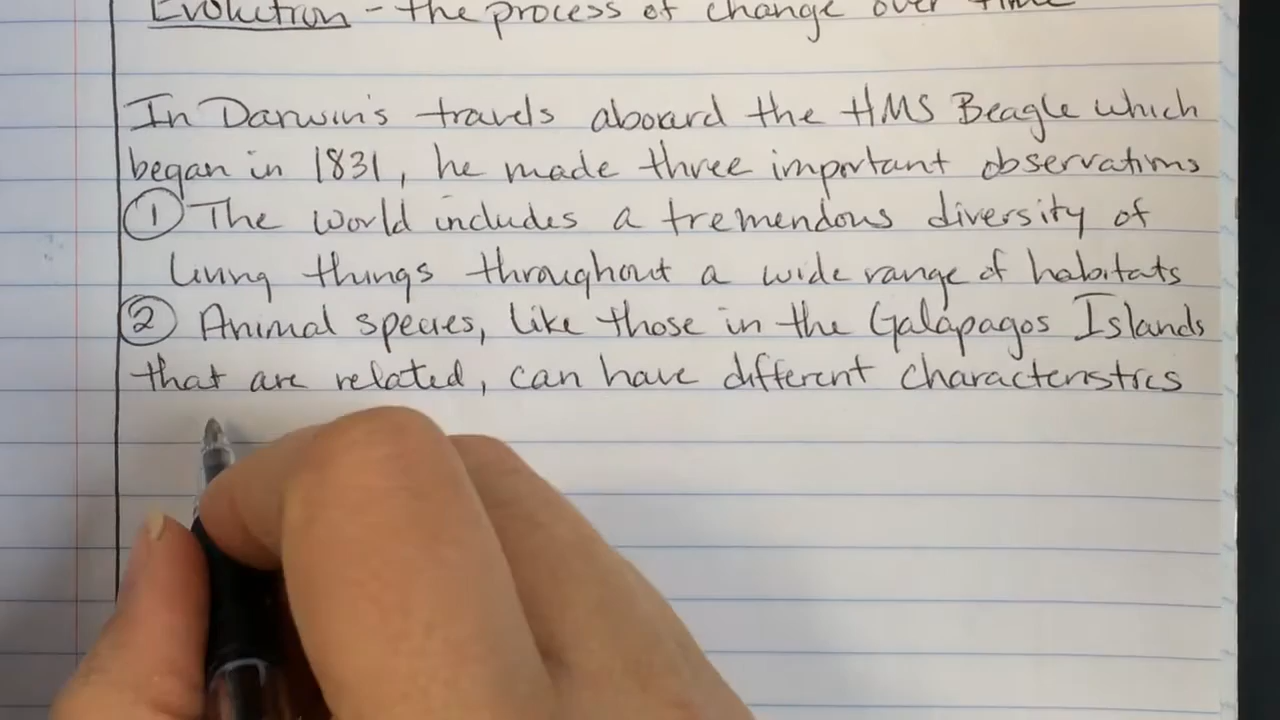 Evolution - the process of change over time
In Darwin's travels aboard the HMS Beagle which
began in 1831, he made three important observations
① The world includes a tremendous diversity of
living things throughout a wide range of habitats
② Animal species, like those in the Galápagos Islands
that are related, can have different characteristics